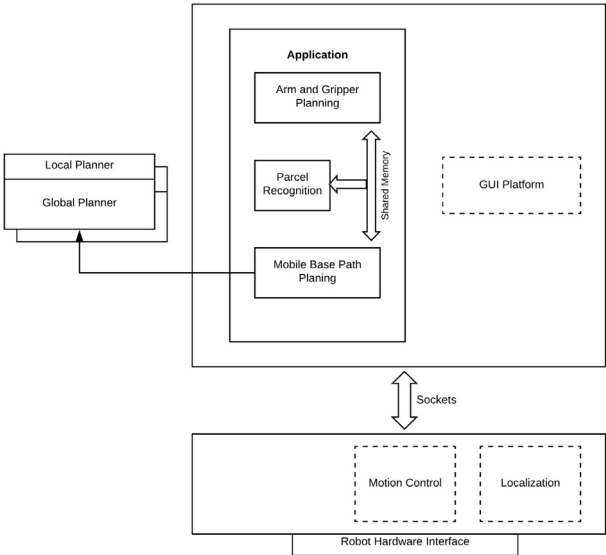 Application
Arm and Gripper
Planning
Shared Memory
Parcel
Recognition
GUI Platform
Local Planner
Global Planner
Mobile Base Path
Planing
Sockets
Motion Control
Localization
Robot Hardware Interface